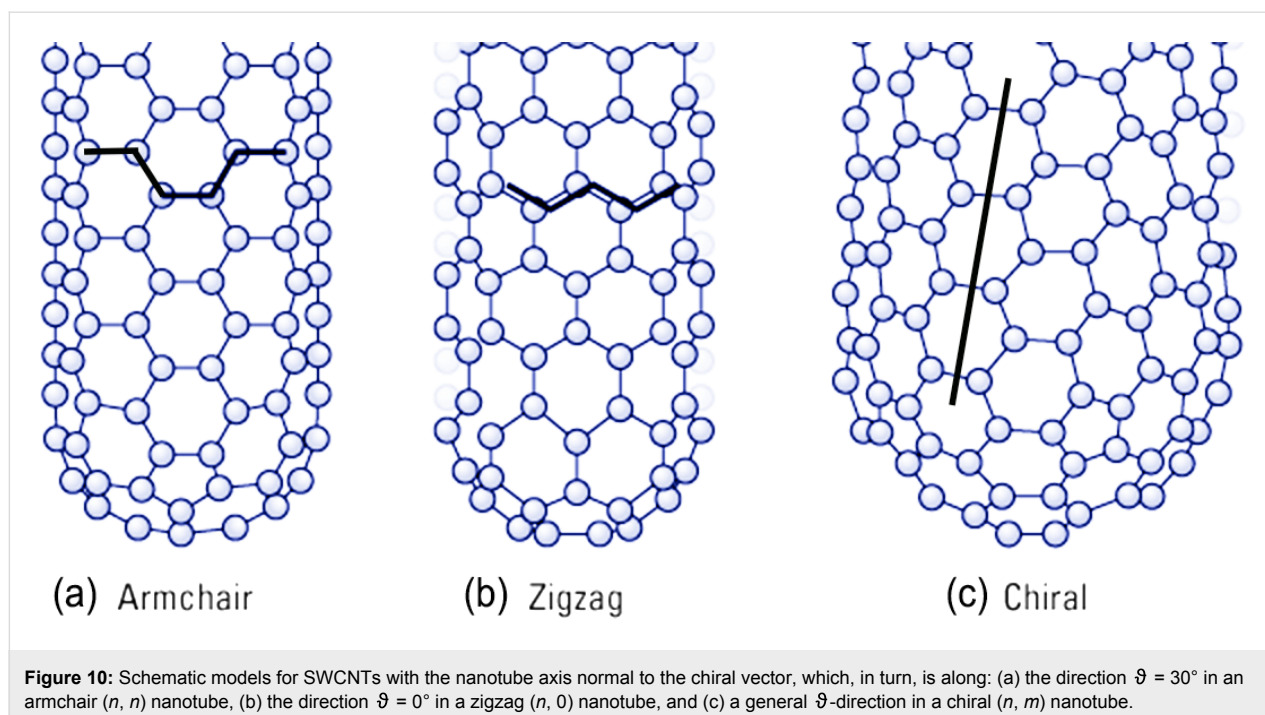 (a) Armchair
(b) Zigzag
(c) Chiral
Figure 10: Schematic models for SWCNTs with the nanotube axis normal to the chiral vector, which, in turn, is along: (a) the direction ϑ = 30° in an
armchair (n, n) nanotube, (b) the direction ϑ = 0° in a zigzag (n, 0) nanotube, and (c) a general ϑ-direction in a chiral (n, m) nanotube.